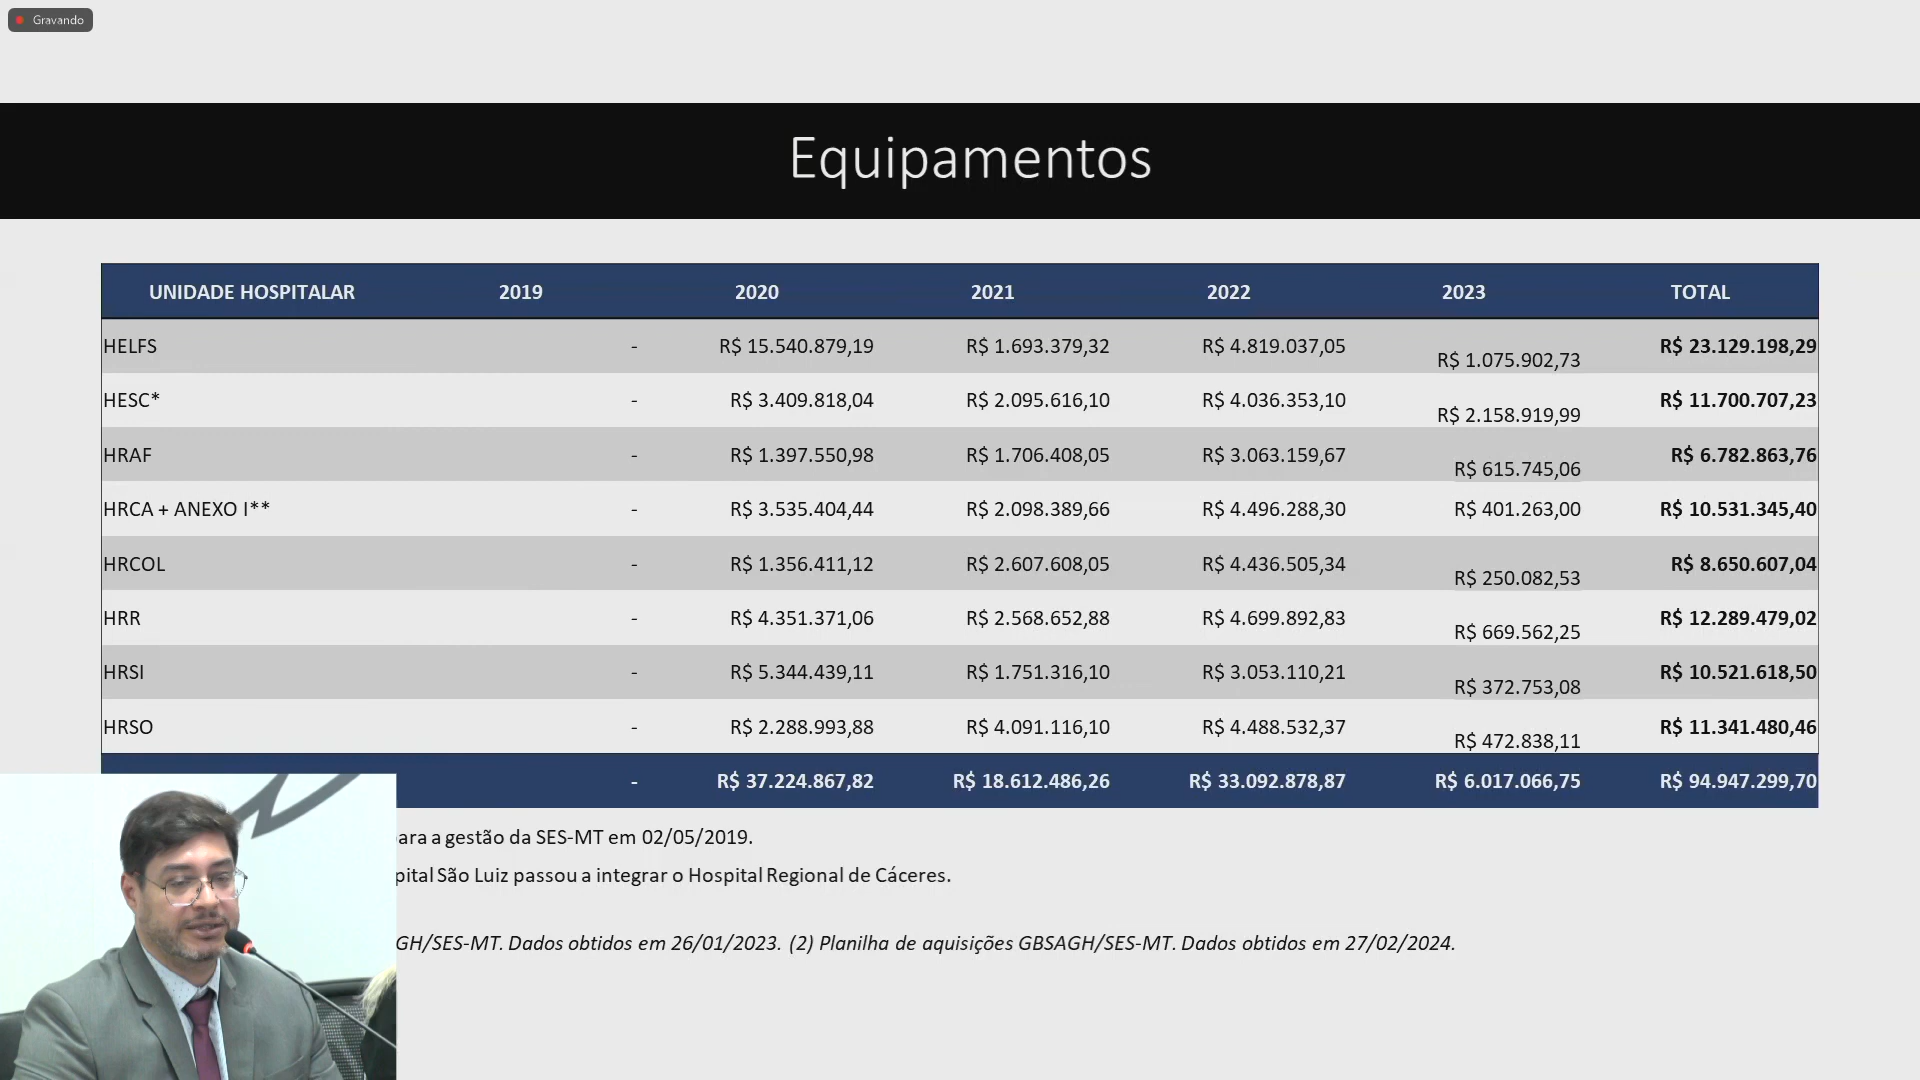 Gravando
Equipamentos
UNIDADE HOSPITALAR 2019 2020 2021 2022 2023 TOTAL
HELFS - R$ 15.540.879,19 R$ 1.693.379,32 R$ 4.819.037,05 R$ 1.075.902,73 R$ 23.129.198,29
HESC* - R$ 3.409.818,04 R$ 2.095.616,10 R$ 4.036.353,10 R$ 2.158.919,99 R$ 11.700.707,23
HRAF - R$ 1.397.550,98 R$ 1.706.408,05 R$ 3.063.159,67 R$ 615.745,06 R$ 6.782.863,76
HRCA + ANEXO I** - R$ 3.535.404,44 R$ 2.098.389,66 R$ 4.496.288,30 R$ 401.263,00 R$ 10.531.345,40
HRCOL - R$ 1.356.411,12 R$ 2.607.608,05 R$ 4.436.505,34 R$ 250.082,53 R$ 8.650.607,04
HRR - R$ 4.351.371,06 R$ 2.568.652,88 R$ 4.699.892,83 R$ 669.562,25 R$ 12.289.479,02
HRSI - R$ 5.344.439,11 R$ 1.751.316,10 R$ 3.053.110,21 R$ 372.753,08 R$ 10.521.618,50
HRSO - R$ 2.288.993,88 R$ 4.091.116,10 R$ 4.488.532,37 R$ 472.838,11 R$ 11.341.480,46
- R$ 37.224.867,82 R$ 18.612.486,26 R$ 33.092.878,87 R$ 6.017.066,75 R$ 94.947.299,70
para a gestão da SES-MT em 02/05/2019.
pital São Luiz passou a integrar o Hospital Regional de Cáceres.
GH/SES-MT. Dados obtidos em 26/01/2023. (2) Planilha de aquisições GBSAGH/SES-MT. Dados obtidos em 27/02/2024.